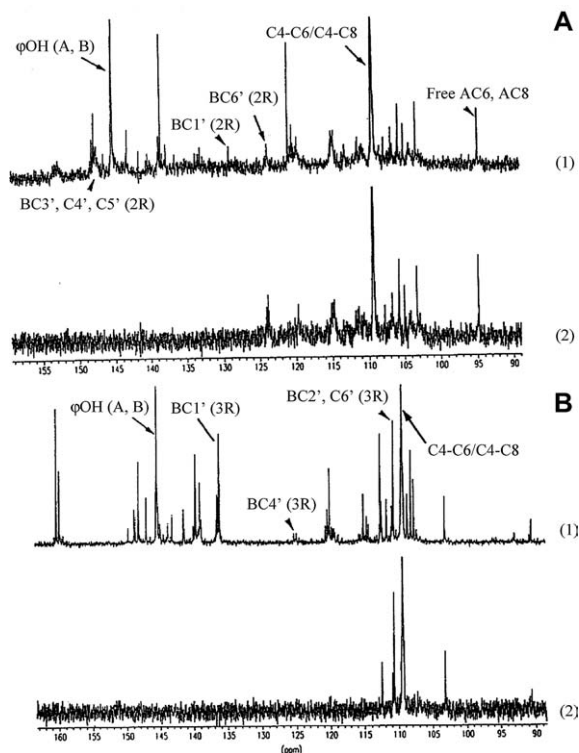 A
φOH (A, B)
C4-C6/C4-C8
BC6' (2R)
BC1' (2R)
Free AC6, AC8
(1)
BC3', C4', C5' (2R)
(2)
155 150 145 140 135 130 125 120 115 110 105 100 95 90
B
φOH (A, B)
BC1' (3R)
BC2', C6' (3R)
C4-C6/C4-C8
BC4' (3R)
(1)
(2)
160 155 150 145 140 135 130 125 120 115 110 105 100 95 90
(ppm)